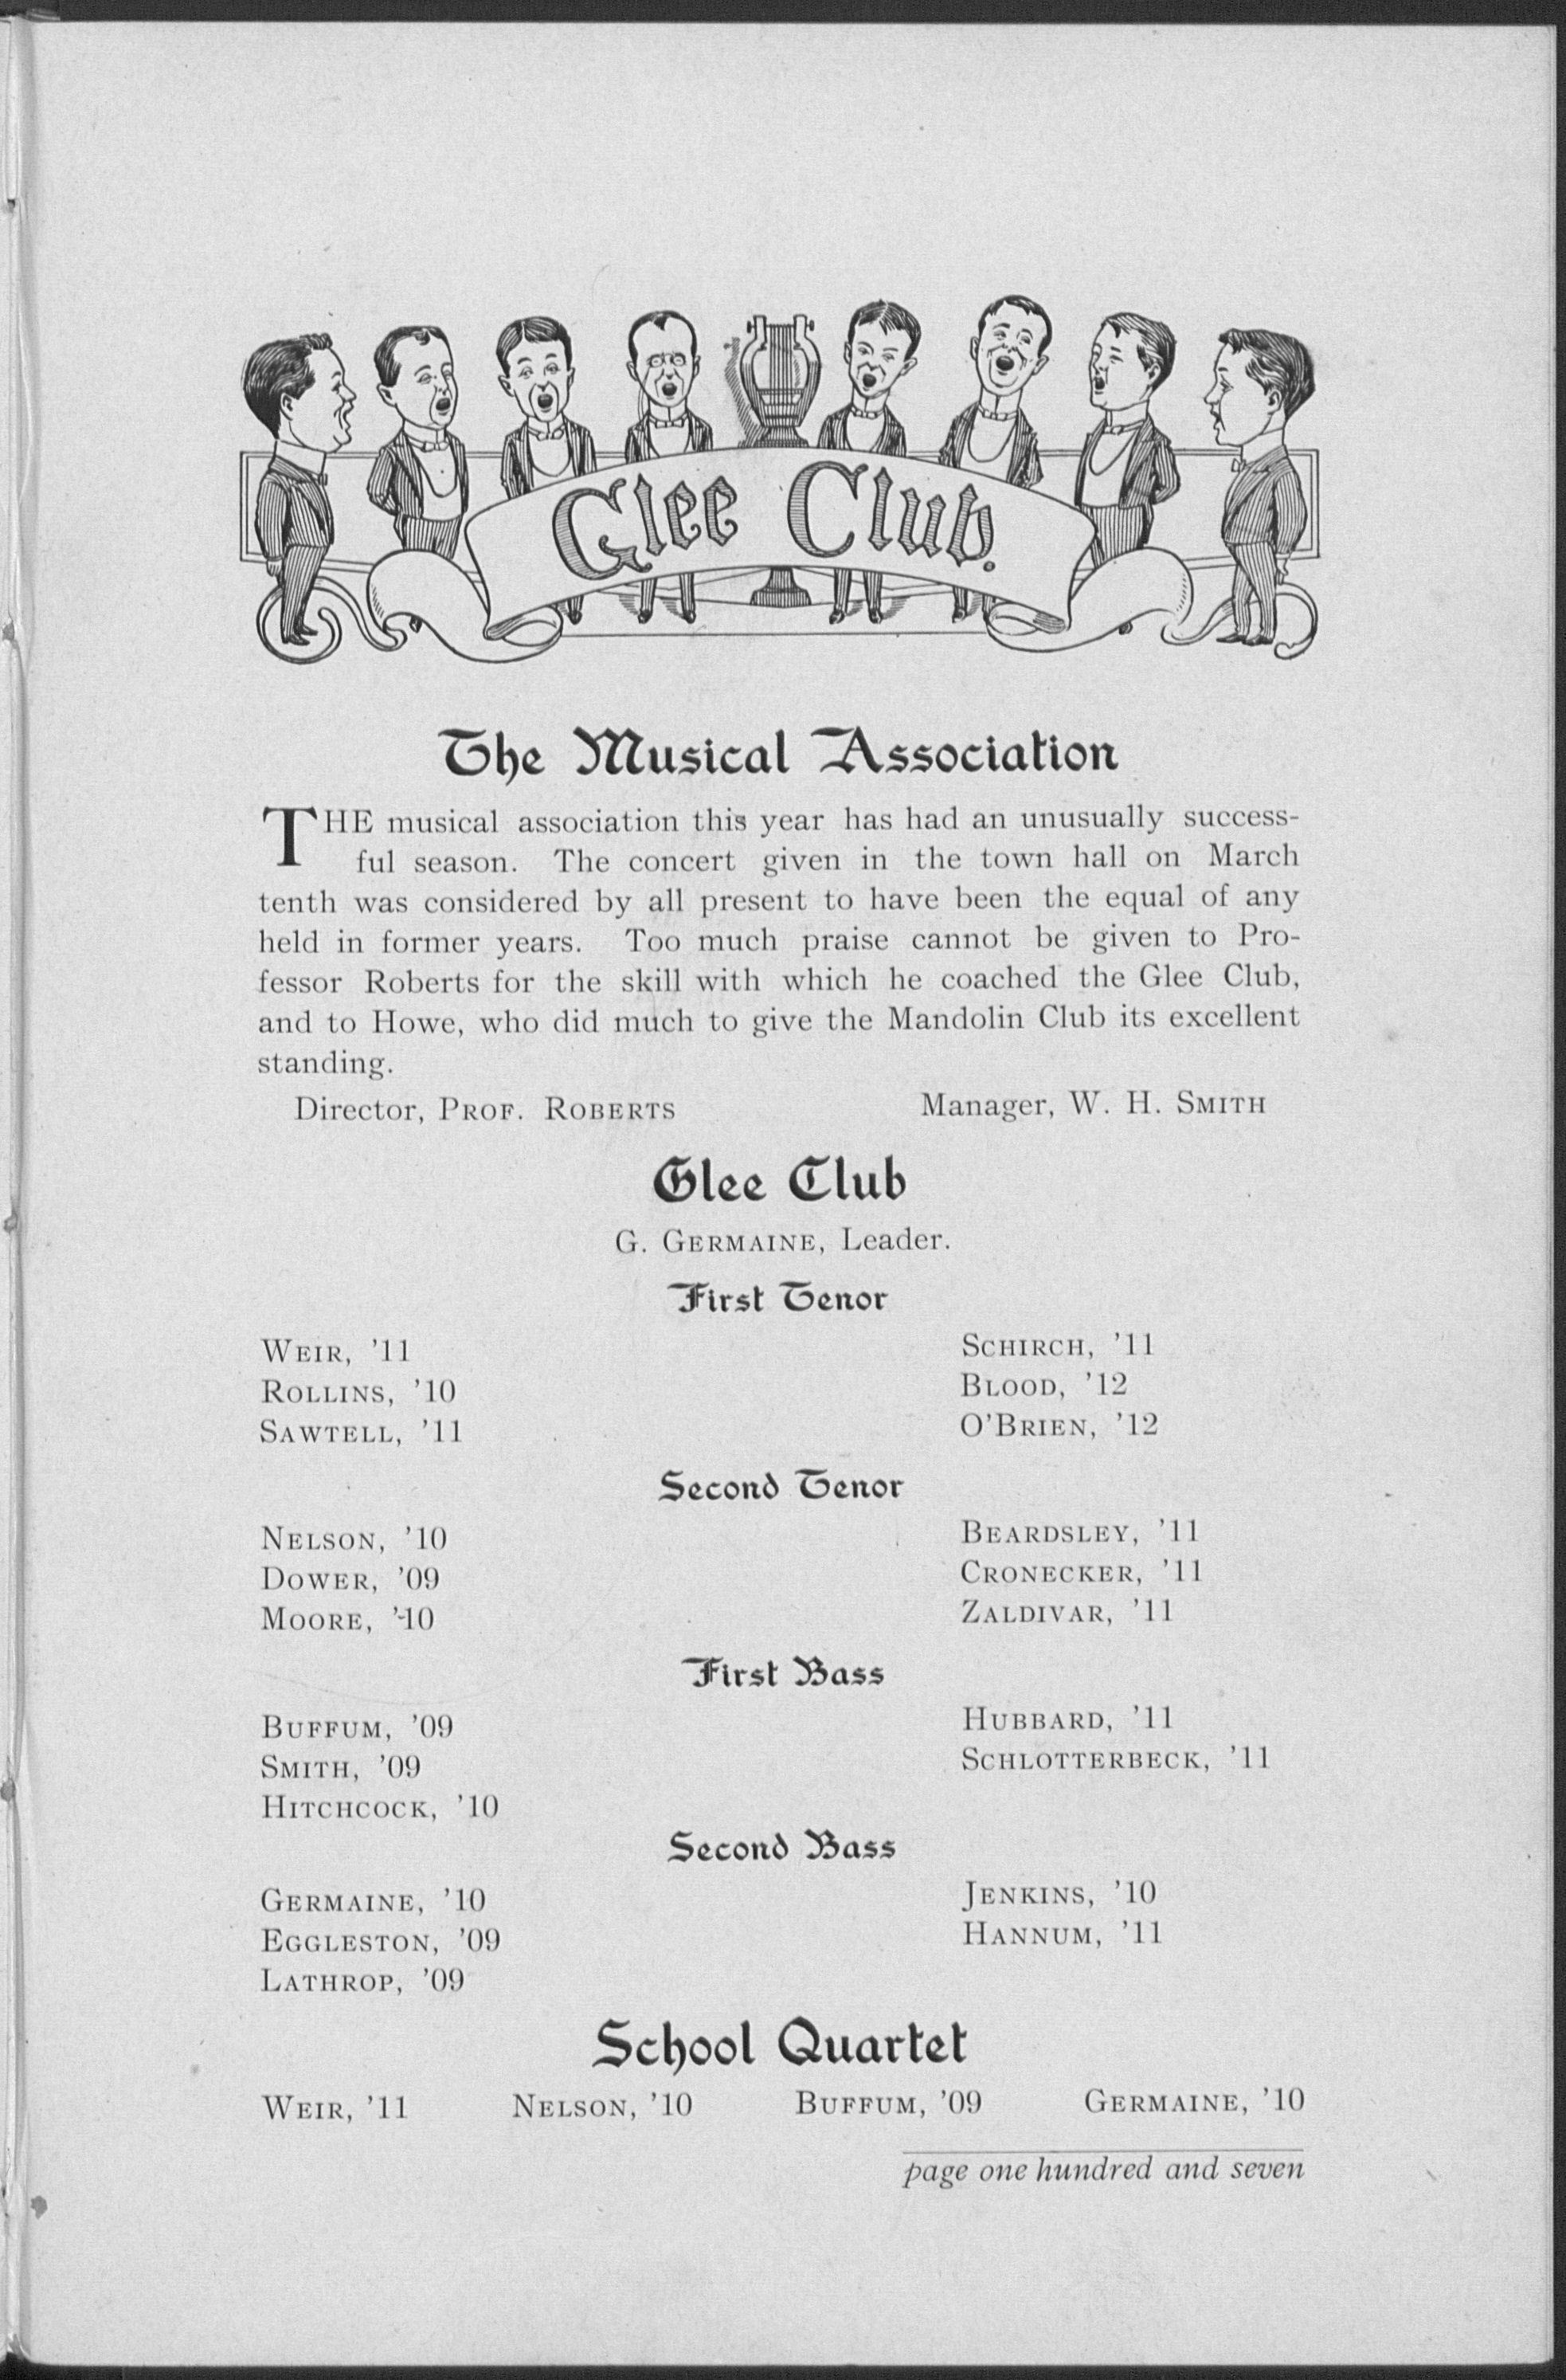 Glee Club.
The Musical Association
THE musical association this year has had an unusually success-
ful season. The concert given in the town hall on March
tenth was considered by all present to have been the equal of any
held in former years. Too much praise cannot be given to Pro-
fessor Roberts for the skill with which he coached the Glee Club,
and to Howe, who did much to give the Mandolin Club its excellent
standing.
Director, PROF. ROBERTS Manager, W. H. SMITH
Glee Club
G. GERMAINE, Leader.
First Tenor
WEIR, '11 SCHIRCH, '11
ROLLINS, '10 BLOOD, '12
SAWTELL, '11 O'BRIEN, '12
Second Tenor
NELSON, '10 BEARDSLEY, '11
DOWER, '09 CRONECKER, '11
MOORE, '10 ZALDIVAR, '11
First Bass
BUFFUM, '09 HUBBARD, '11
SMITH, '09 SCHLOTTERBECK, '11
HITCHCOCK, '10
Second Bass
GERMAINE, '10 JENKINS, '10
EGGLESTON, '09 HANNUM, '11
LATHROP, '09
School Quartet
WEIR, '11 NELSON, '10 BUFFUM, '09 GERMAINE, '10
page one hundred and seven